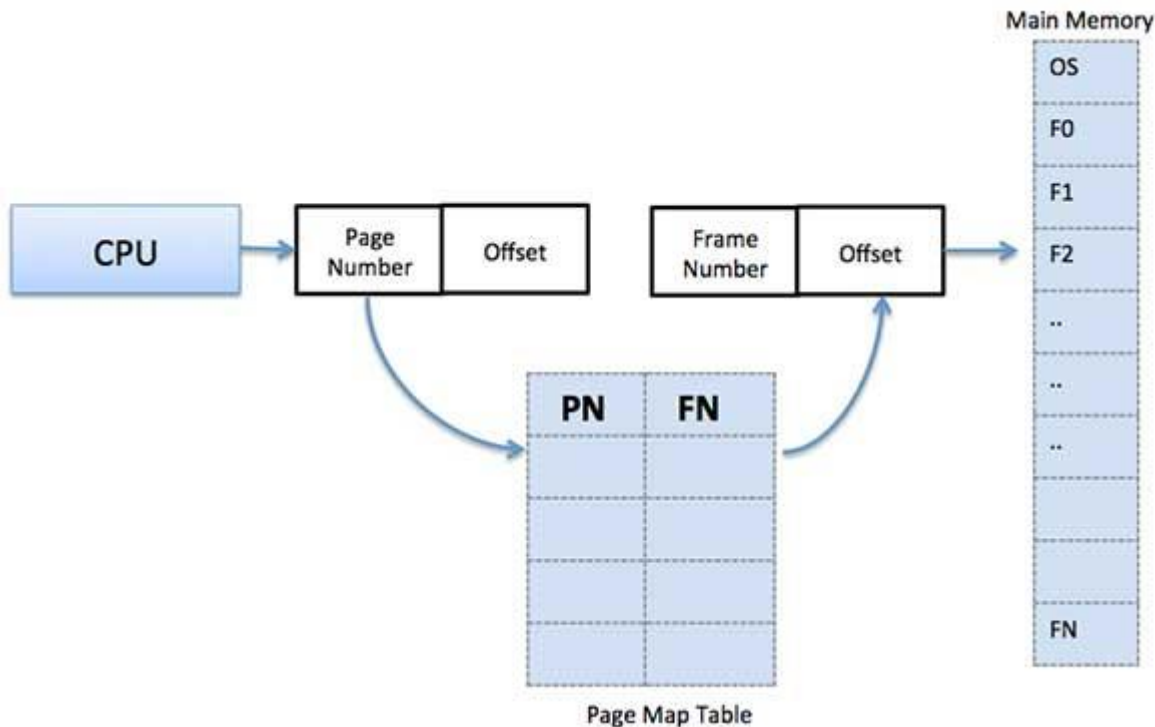 Main Memory
OS
F0
F1
F2
..
..
..
FN
CPU
Page
Number
Offset
Frame
Number
Offset
PN
FN
Page Map Table